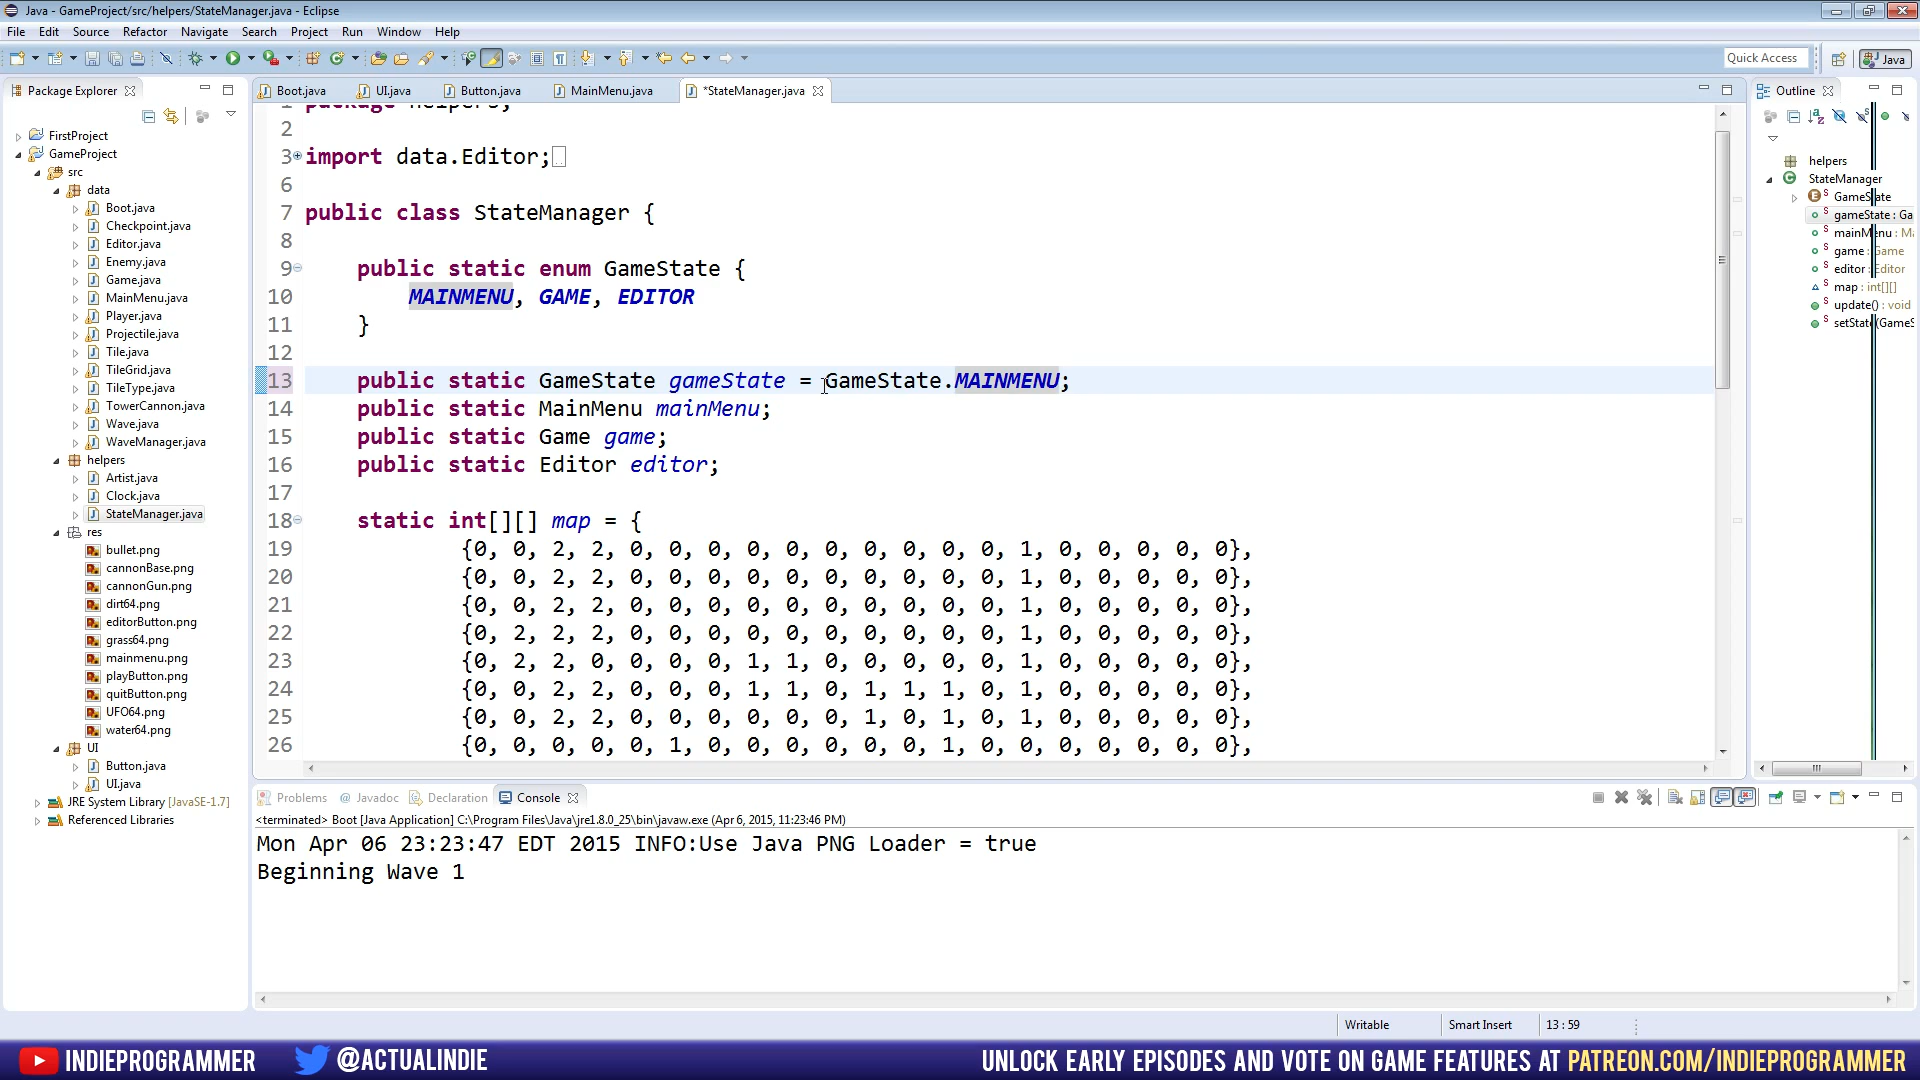 Java - GameProject/src/helpers/StateManager.java - Eclipse
File Edit Source Refactor Navigate Search Project Run Window Help
Quick Access
Java
Package Explorer
FirstProject
GameProject
src
data
Boot.java
Checkpoint.java
Editor.java
Enemy.java
Game.java
MainMenu.java
Player.java
Projectile.java
Tile.java
TileGrid.java
TileType.java
TowerCannon.java
Wave.java
WaveManager.java
helpers
Artist.java
Clock.java
StateManager.java
res
bullet.png
cannonBase.png
cannonGun.png
dirt64.png
editorButton.png
grass64.png
mainmenu.png
playButton.png
quitButton.png
UFO64.png
water64.png
UI
Button.java
UI.java
JRE System Library [JavaSE-1.7]
Referenced Libraries
Boot.java UI.java Button.java MainMenu.java *StateManager.java
1 package helpers;
2
3 import data.Editor;
6
7 public class StateManager {
8
9 public static enum GameState {
10 MAINMENU, GAME, EDITOR
11 }
12
13 public static GameState gameState = GameState.MAINMENU;
14 public static MainMenu mainMenu;
15 public static Game game;
16 public static Editor editor;
17
18 static int[][] map = {
19 {0, 0, 2, 2, 0, 0, 0, 0, 0, 0, 0, 0, 0, 0, 1, 0, 0, 0, 0, 0},
20 {0, 0, 2, 2, 0, 0, 0, 0, 0, 0, 0, 0, 0, 0, 1, 0, 0, 0, 0, 0},
21 {0, 0, 2, 2, 0, 0, 0, 0, 0, 0, 0, 0, 0, 0, 1, 0, 0, 0, 0, 0},
22 {0, 2, 2, 2, 0, 0, 0, 0, 0, 0, 0, 0, 0, 0, 1, 0, 0, 0, 0, 0},
23 {0, 2, 2, 0, 0, 0, 0, 1, 1, 0, 0, 0, 0, 0, 1, 0, 0, 0, 0, 0},
24 {0, 0, 2, 2, 0, 0, 0, 1, 1, 0, 1, 1, 1, 0, 1, 0, 0, 0, 0, 0},
25 {0, 0, 2, 2, 0, 0, 0, 0, 0, 0, 1, 0, 1, 0, 1, 0, 0, 0, 0, 0},
26 {0, 0, 0, 0, 0, 1, 0, 0, 0, 0, 0, 0, 1, 0, 0, 0, 0, 0, 0, 0},
Outline
helpers
StateManager
GameState
gameState : Ga
mainMenu : Ma
game : Game
editor : Editor
map : int[][]
update() : void
setState(GameS
Problems Javadoc Declaration Console
<terminated> Boot [Java Application] C:\Program Files\Java\jre1.8.0_25\bin\javaw.exe (Apr 6, 2015, 11:23:46 PM)
Mon Apr 06 23:23:47 EDT 2015 INFO:Use Java PNG Loader = true
Beginning Wave 1
Writable Smart Insert 13 : 59
INDIEPROGRAMMER @ACTUALINDIE UNLOCK EARLY EPISODES AND VOTE ON GAME FEATURES AT PATREON.COM/INDIEPROGRAMMER